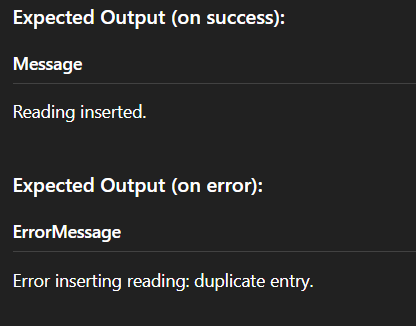 Expected Output (on success):
Message
Reading inserted.
Expected Output (on error):
ErrorMessage
Error inserting reading: duplicate entry.